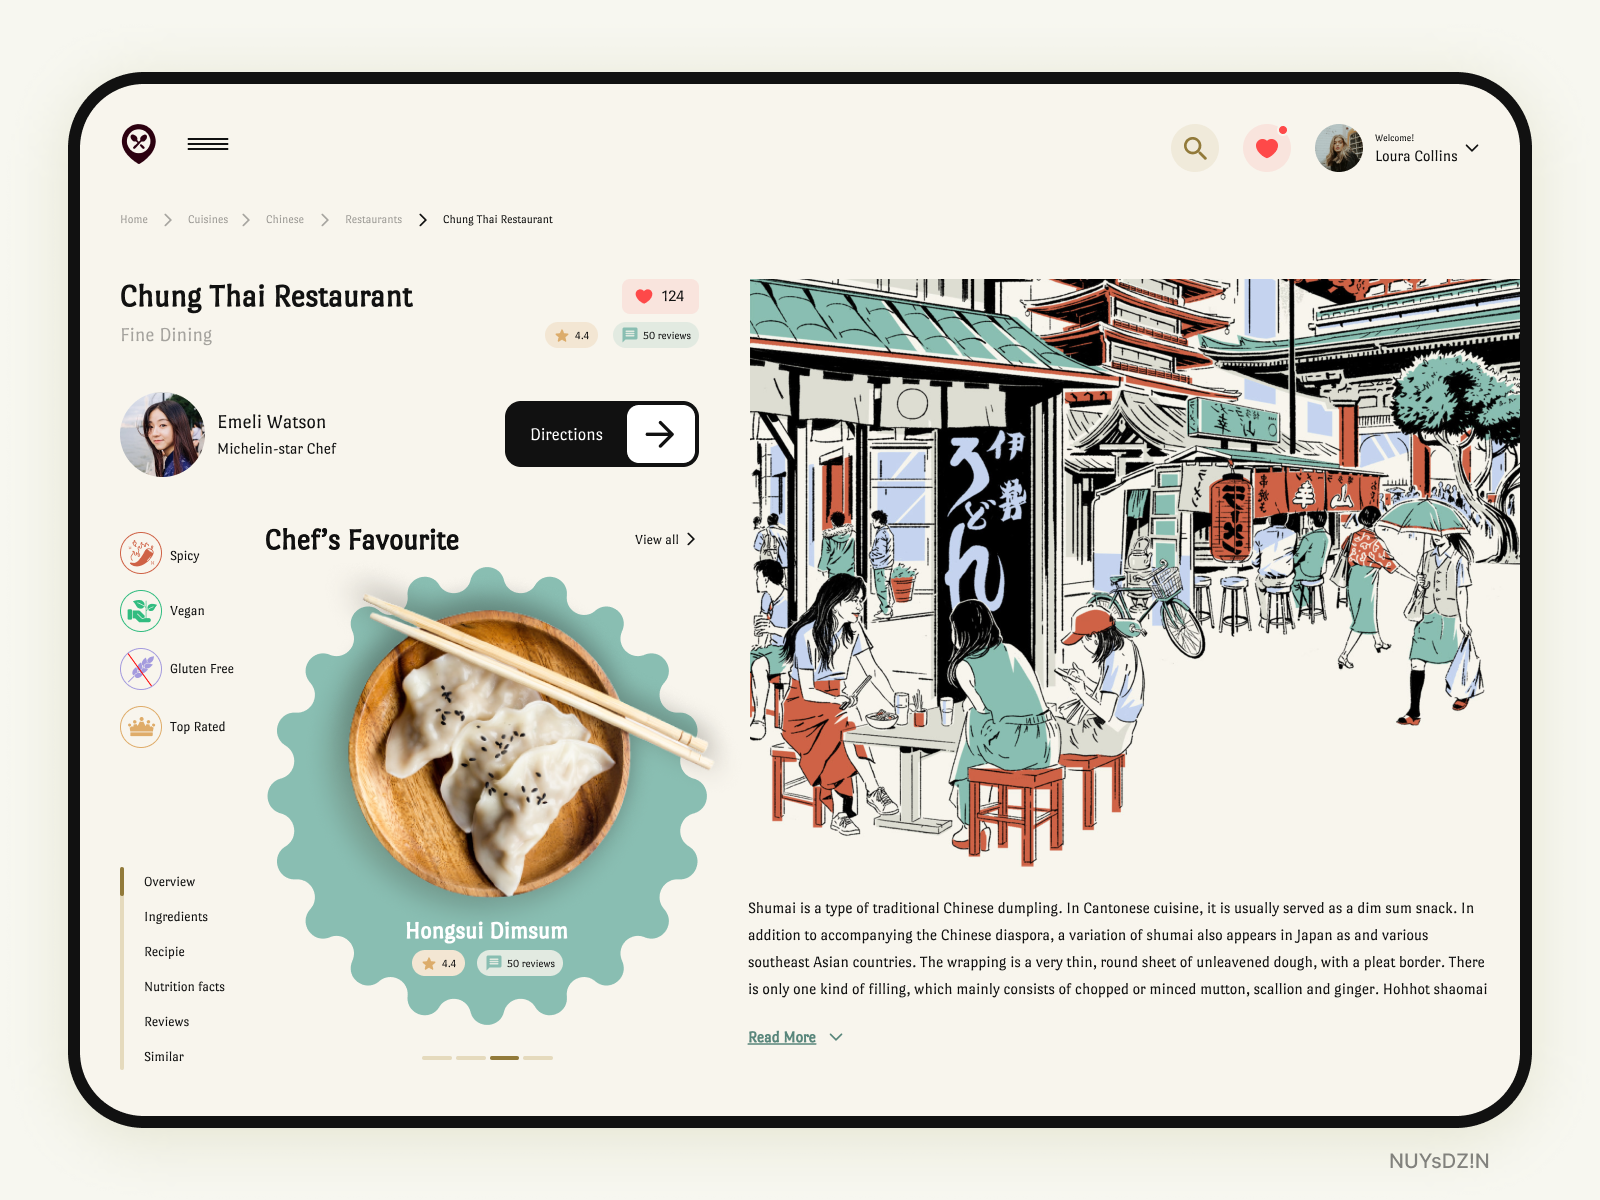 Welcome!
Loura Collins
Home
Cuisines
Chinese
Restaurants
Chung Thai Restaurant
Chung Thai Restaurant
124
Fine Dining
4.4
50 reviews
Emeli Watson
Michelin-star Chef
Directions
Chef's Favourite
View all
Spicy
Vegan
Gluten Free
Top Rated
Hongsui Dimsum
4.4
50 reviews
Overview
Ingredients
Recipie
Nutrition facts
Reviews
Similar
伊勢
うどん
Shumai is a type of traditional Chinese dumpling. In Cantonese cuisine, it is usually served as a dim sum snack. In
addition to accompanying the Chinese diaspora, a variation of shumai also appears in Japan as and various
southeast Asian countries. The wrapping is a very thin, round sheet of unleavened dough, with a pleat border. There
is only one kind of filling, which mainly consists of chopped or minced mutton, scallion and ginger. Hohhot shaomai
Read More
NUYsDZ!N